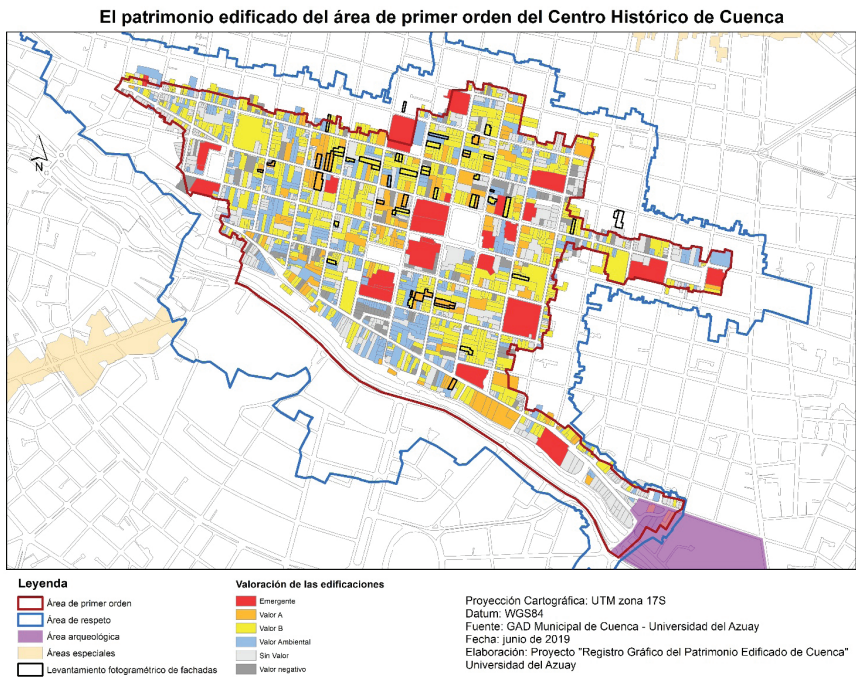 El patrimonio edificado del área de primer orden del Centro Histórico de Cuenca
N
Leyenda
Área de primer orden
Área de respeto
Área arqueológica
Áreas especiales
Levantamiento fotogramétrico de fachadas
Valoración de las edificaciones
Emergente
Valor A
Valor B
Valor Ambiental
Sin Valor
Valor negativo
Proyección Cartográfica: UTM zona 17S
Datum: WGS84
Fuente: GAD Municipal de Cuenca - Universidad del Azuay
Fecha: junio de 2019
Elaboración: Proyecto "Registro Gráfico del Patrimonio Edificado de Cuenca"
Universidad del Azuay